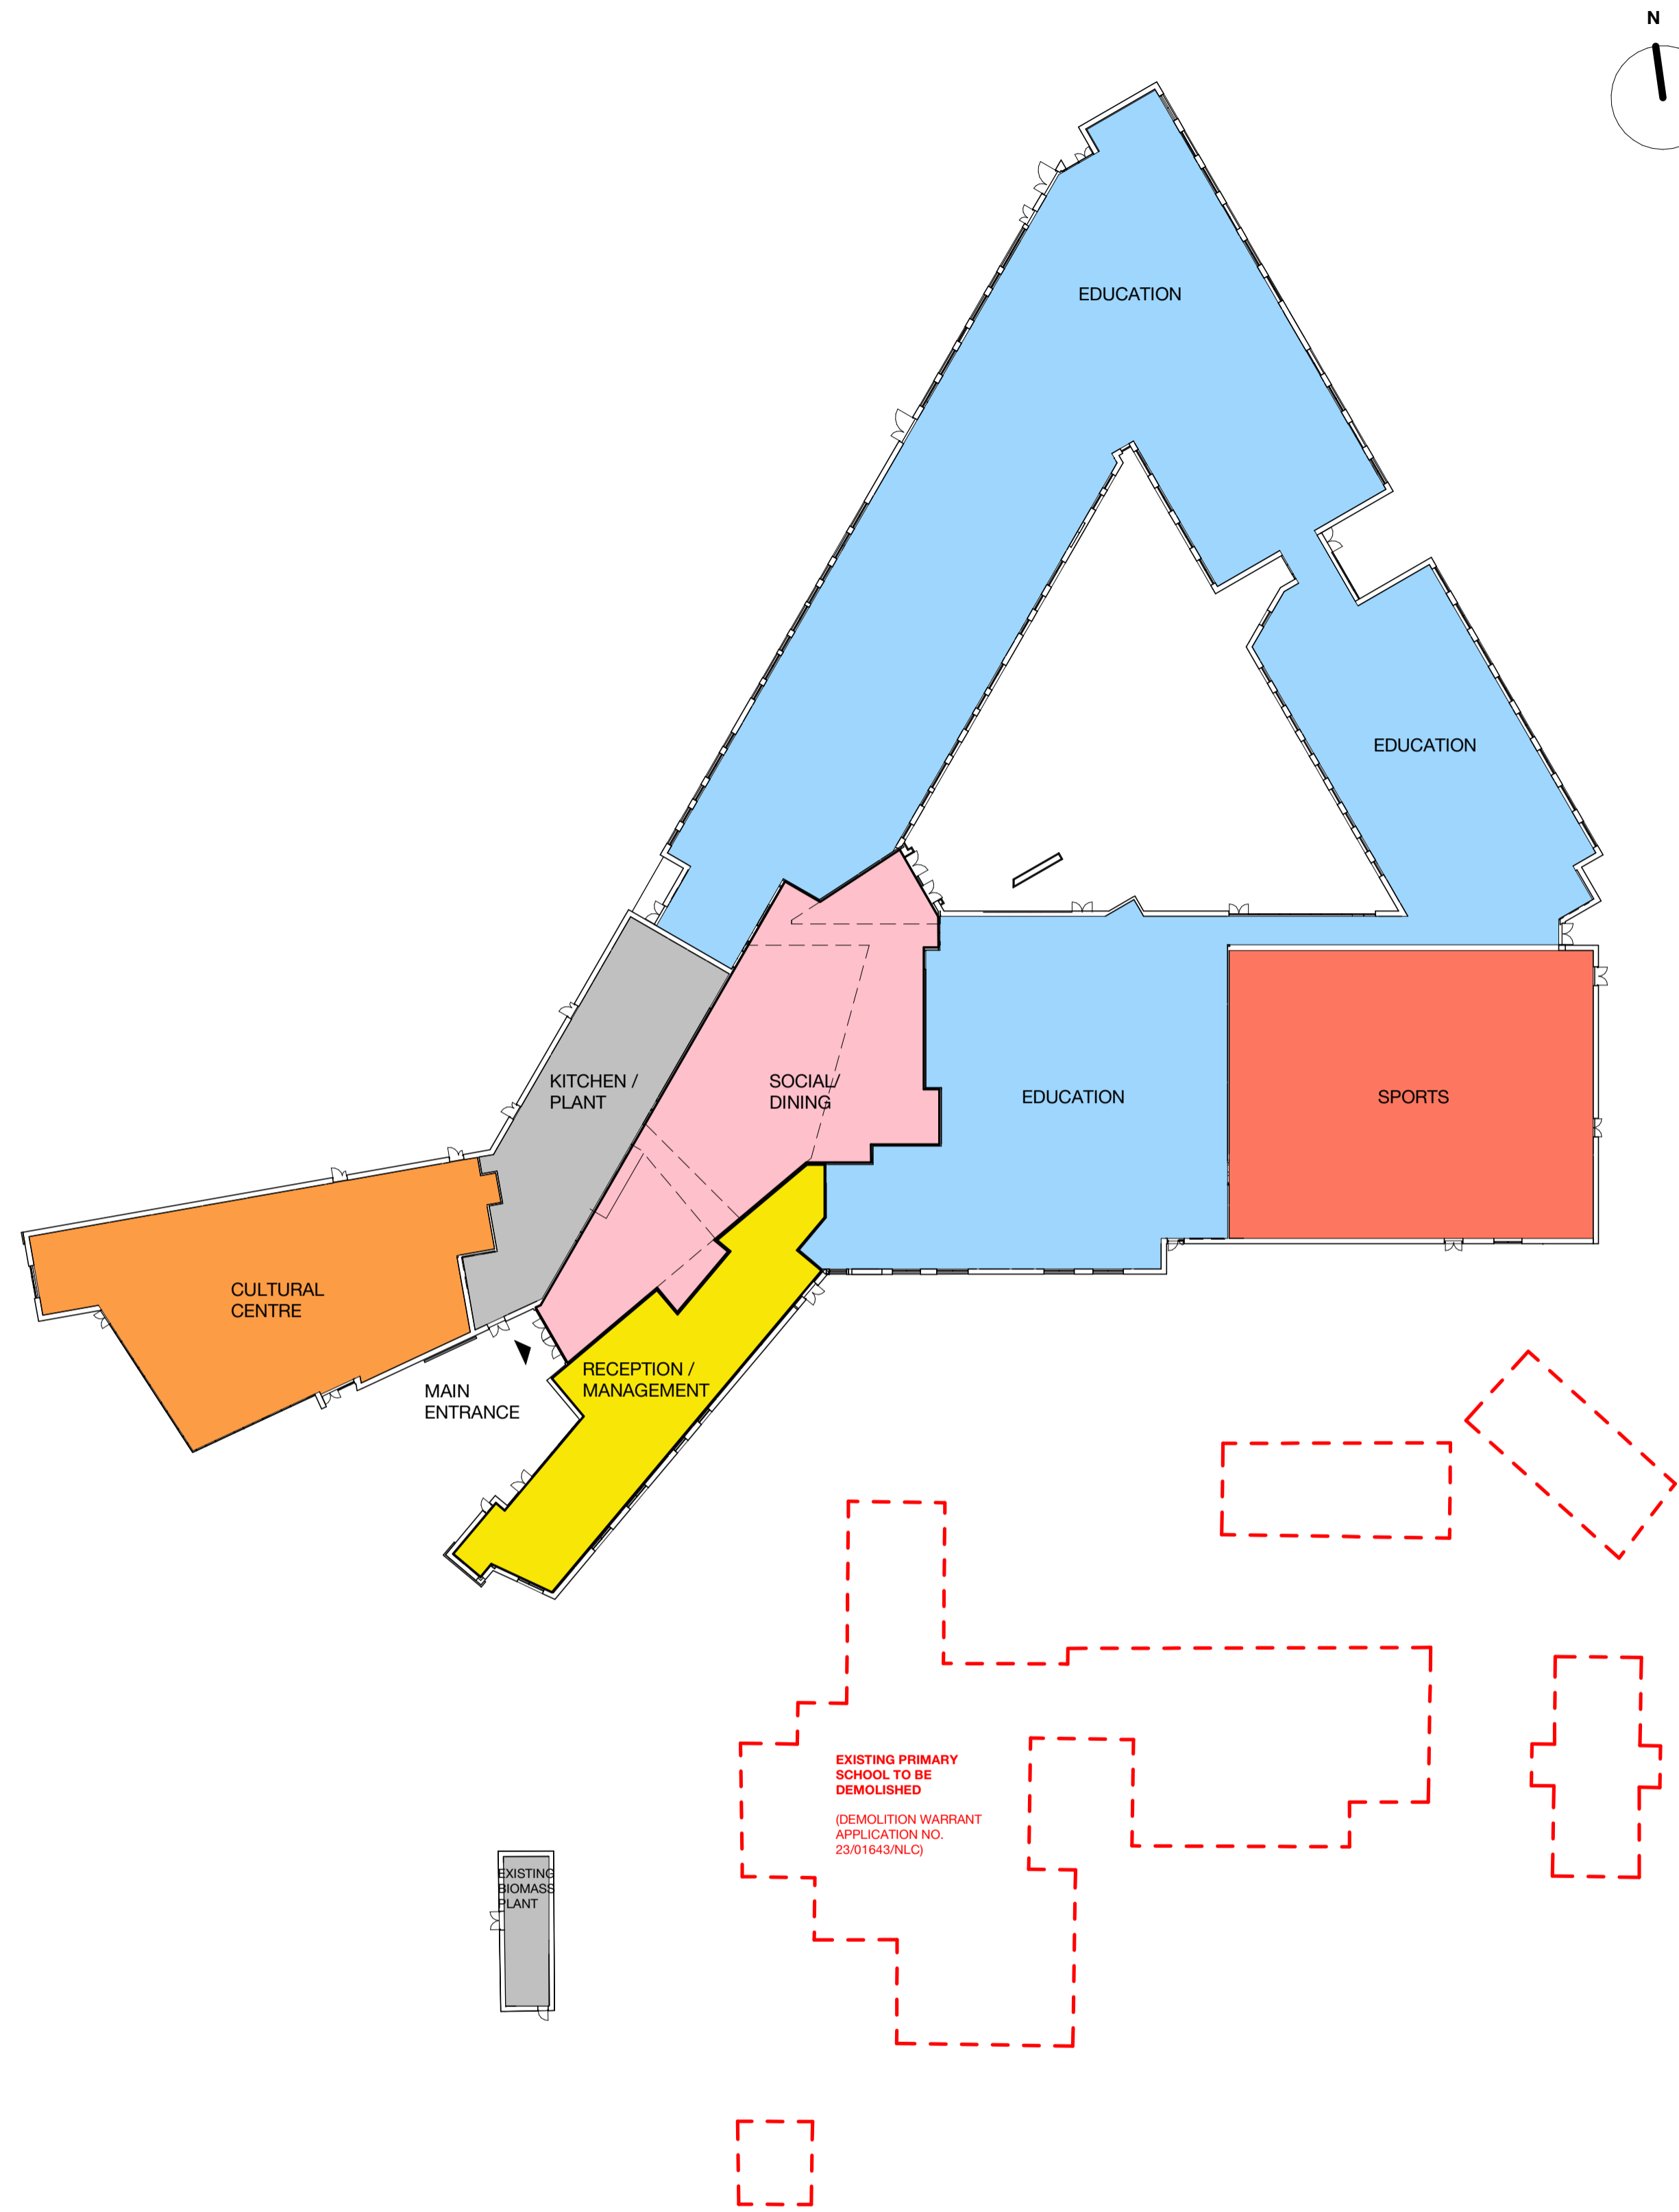 N
EDUCATION
EDUCATION
KITCHEN /
PLANT
SOCIAL/
DINING
EDUCATION
SPORTS
CULTURAL
CENTRE
RECEPTION /
MANAGEMENT
MAIN
ENTRANCE
EXISTING PRIMARY
SCHOOL TO BE
DEMOLISHED
(DEMOLITION WARRANT
APPLICATION NO.
23/01643/NLC)
EXISTING
BIOMASS
PLANT